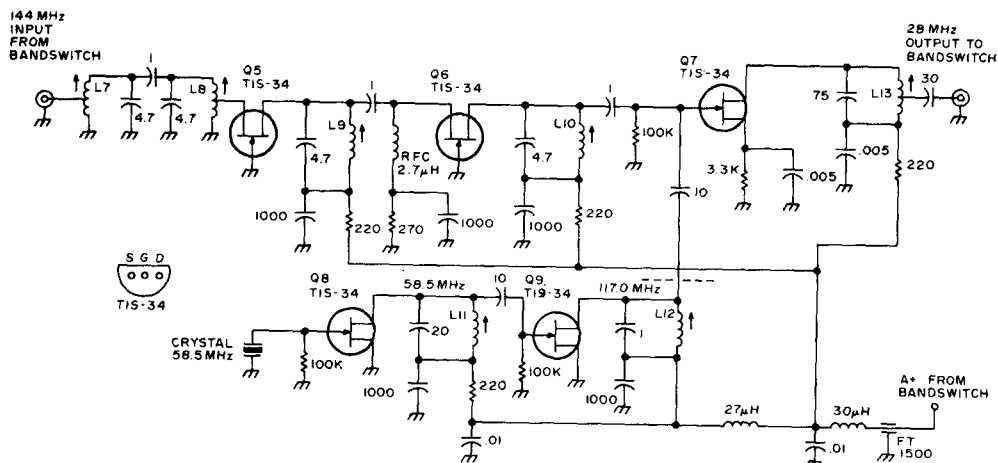 144 MHz
INPUT
FROM
BANDSWITCH
28 MHz
OUTPUT TO
BANDSWITCH
L7
1
4.7
4.7
L8
Q5
TIS-34
4.7
L9
1
RFC
2.7µH
1000
220
270
1000
Q6
TIS-34
4.7
L10
1
1000
220
100K
Q7
TIS-34
10
3.3K
.005
75
.005
L13
30
220
S G D
TIS-34
CRYSTAL
58.5MHz
100K
Q8
TIS-34
58.5MHz
20
L11
1000
220
.01
10
Q9
TIS-34
100K
117.0 MHz
1
L12
1000
27µH
30µH
.01
FT
1500
A+ FROM
BANDSWITCH